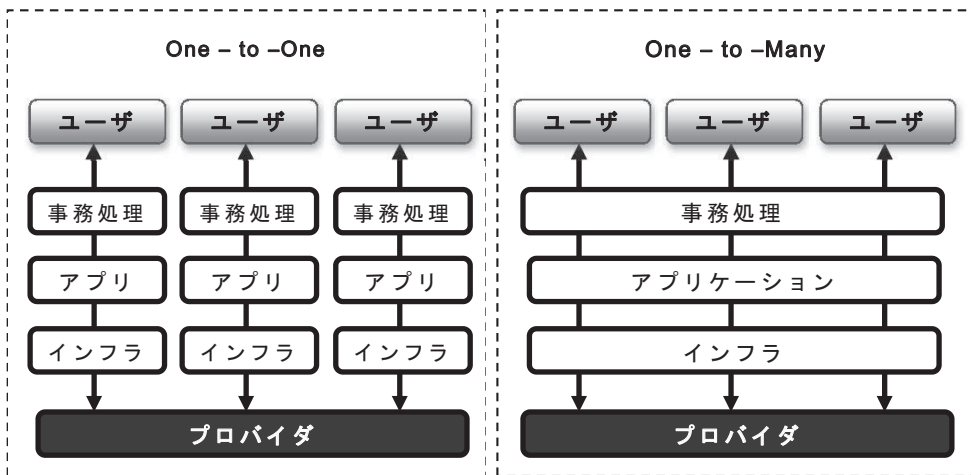 One – to –One
ユーザ ユーザ ユーザ
事務処理 事務処理 事務処理
アプリ アプリ アプリ
インフラ インフラ インフラ
プロバイダ
One – to –Many
ユーザ ユーザ ユーザ
事務処理
アプリケーション
インフラ
プロバイダ